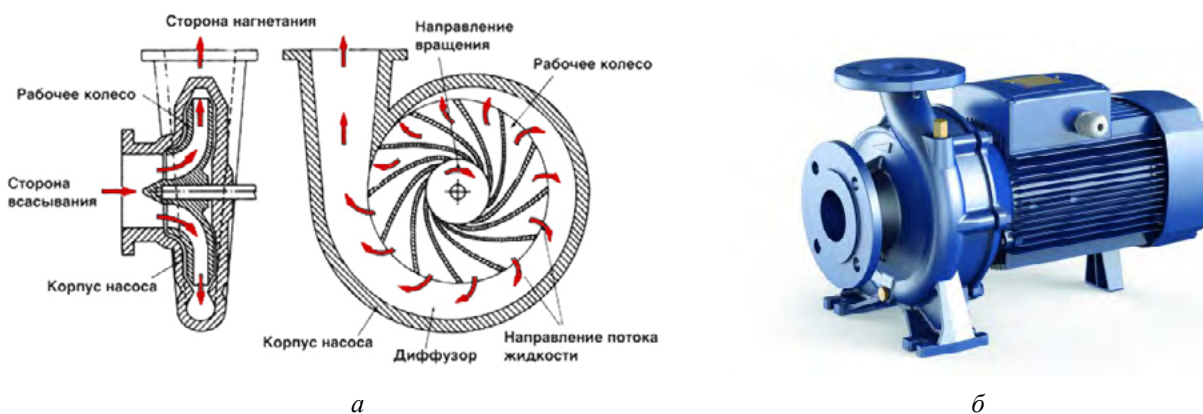 Сторона нагнетания
Рабочее колесо
Сторона
всасывания
Корпус насоса
Направление
вращения
Рабочее колесо
Корпус насоса
Диффузор
Направление потока
жидкости
а
б